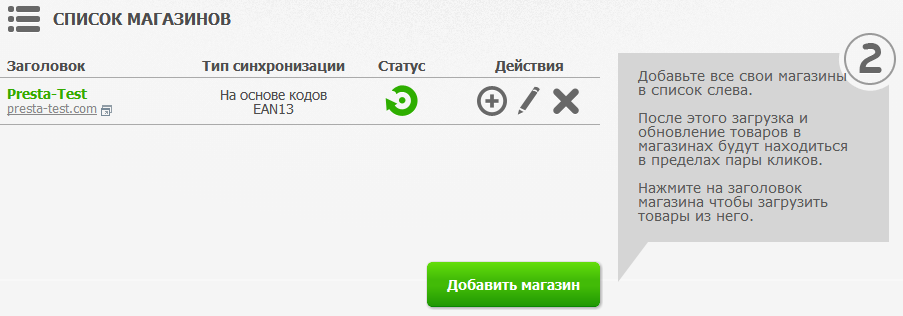 СПИСОК МАГАЗИНОВ
Заголовок Тип синхронизации Статус Действия
Presta-Test
presta-test.com
На основе кодов
EAN13
2
Добавьте все свои магазины
в список слева.
После этого загрузка и
обновление товаров в
магазинах будут находиться
в пределах пары кликов.
Нажмите на заголовок
магазина чтобы загрузить
товары из него.
Добавить магазин